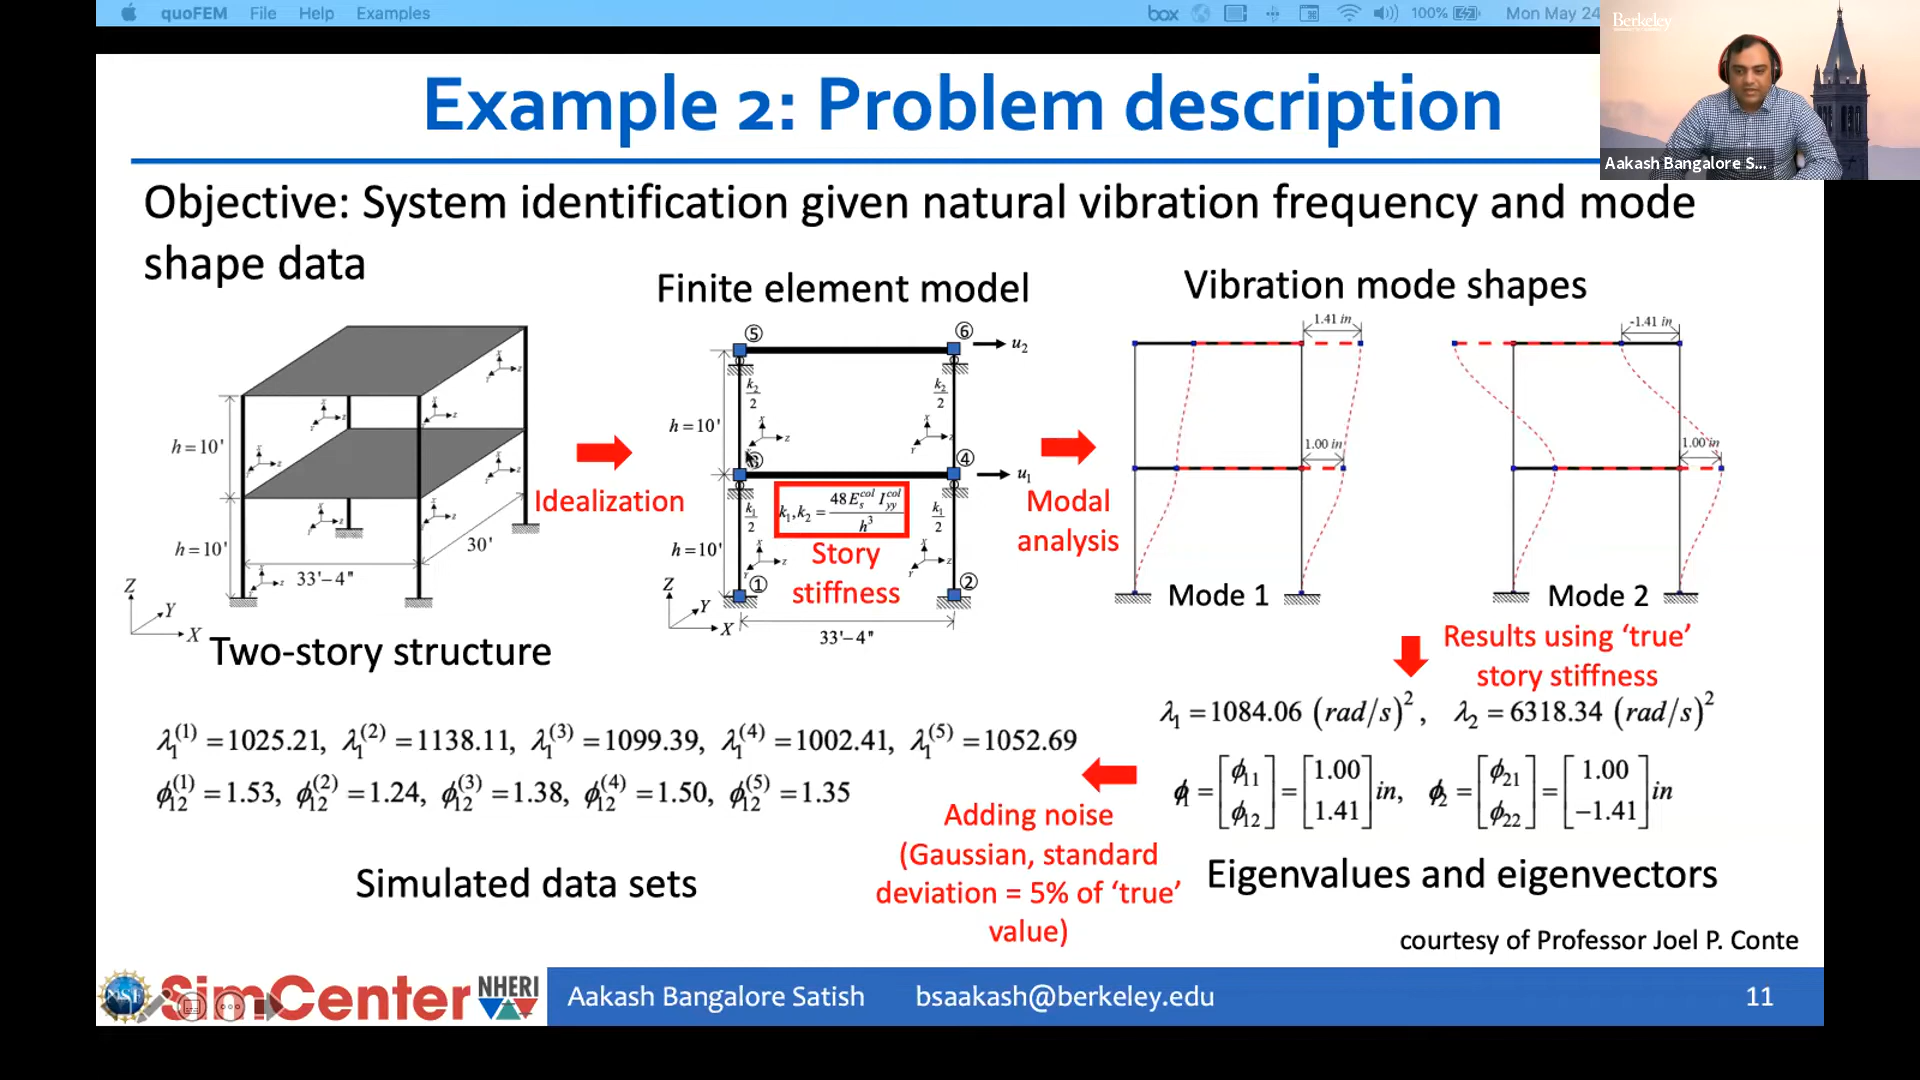 quoFEM File Help Examples box 100% Mon May 24
Berkeley
Aakash Bangalore S...
Example 2: Problem description
Objective: System identification given natural vibration frequency and mode
shape data
Finite element model
Vibration mode shapes
h = 10'
h = 10'
33'–4"
30'
Z
Y
X
Two-story structure
Idealization
⑤ ⑥ u₂
k₂/2 k₂/2
h = 10'
③ ④ u₁
k₁/2 k₁/2
k₁,k₂ = 48 E_s^col I_yy^col / h³
Story
stiffness
h = 10'
① ②
Z
Y
X
33'–4"
Modal
analysis
1.41 in
1.00 in
Mode 1
-1.41 in
1.00 in
Mode 2
Results using ‘true’
story stiffness
λ₁ = 1084.06 (rad/s)², λ₂ = 6318.34 (rad/s)²
ϕ₁ = [ϕ₁₁ ϕ₁₂] = [1.00 1.41] in, ϕ₂ = [ϕ₂₁ ϕ₂₂] = [1.00 −1.41] in
Eigenvalues and eigenvectors
Adding noise
(Gaussian, standard
deviation = 5% of ‘true’
value)
λ₁⁽¹⁾ = 1025.21, λ₁⁽²⁾ = 1138.11, λ₁⁽³⁾ = 1099.39, λ₁⁽⁴⁾ = 1002.41, λ₁⁽⁵⁾ = 1052.69
ϕ₁₂⁽¹⁾ = 1.53, ϕ₁₂⁽²⁾ = 1.24, ϕ₁₂⁽³⁾ = 1.38, ϕ₁₂⁽⁴⁾ = 1.50, ϕ₁₂⁽⁵⁾ = 1.35
Simulated data sets
courtesy of Professor Joel P. Conte
NSF SimCenter NHERI
Aakash Bangalore Satish bsaakash@berkeley.edu 11